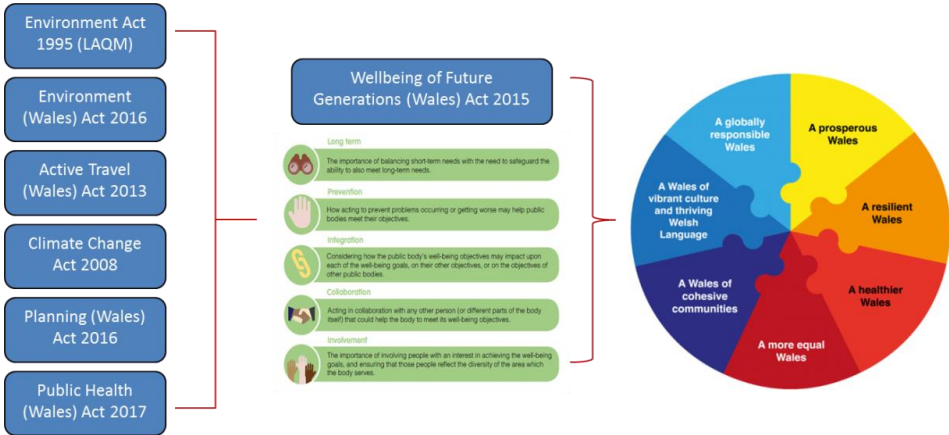 Environment Act
1995 (LAQM)
Environment
(Wales) Act 2016
Active Travel
(Wales) Act 2013
Climate Change
Act 2008
Planning (Wales)
Act 2016
Public Health
(Wales) Act 2017
Wellbeing of Future
Generations (Wales) Act 2015
Long term
The importance of balancing short-term needs with the need to safeguard the
ability to also meet long-term needs.
Prevention
How acting to prevent problems occurring or getting worse may help public
bodies meet their objectives.
Integration
Considering how the public body's well-being objectives may impact upon
each of the well-being goals, on their other objectives, or on the objectives of
other public bodies.
Collaboration
Acting in collaboration with any other person (or different parts of the body
itself) that could help the body to meet its well-being objectives.
Involvement
The importance of involving people with an interest in achieving the well-being
goals, and ensuring that those people reflect the diversity of the area which
the body serves.
A globally
responsible
Wales
A prosperous
Wales
A resilient
Wales
A healthier
Wales
A more equal
Wales
A Wales of
cohesive
communities
A Wales of
vibrant culture
and thriving
Welsh
Language